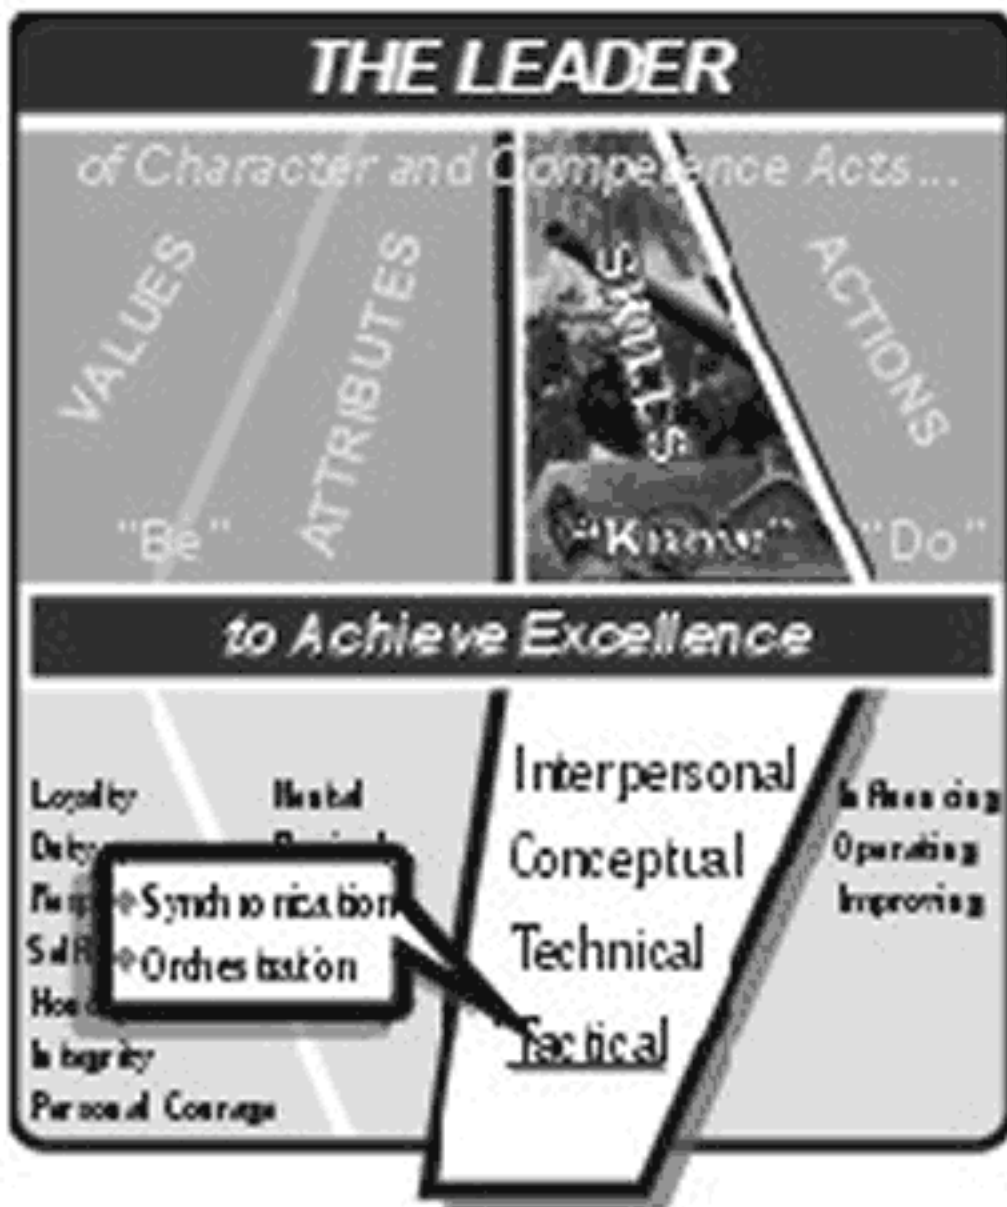 THE LEADER
of Character and Competence Acts...
VALUES
ATTRIBUTES
SKILLS
ACTIONS
"Be"
"Know"
"Do"
to Achieve Excellence
Loyalty
Duty
Integrity
Personal Courage
Mental
Synchronization
Orchestration
Interpersonal
Conceptual
Technical
Tactical
Influencing
Operating
Improving